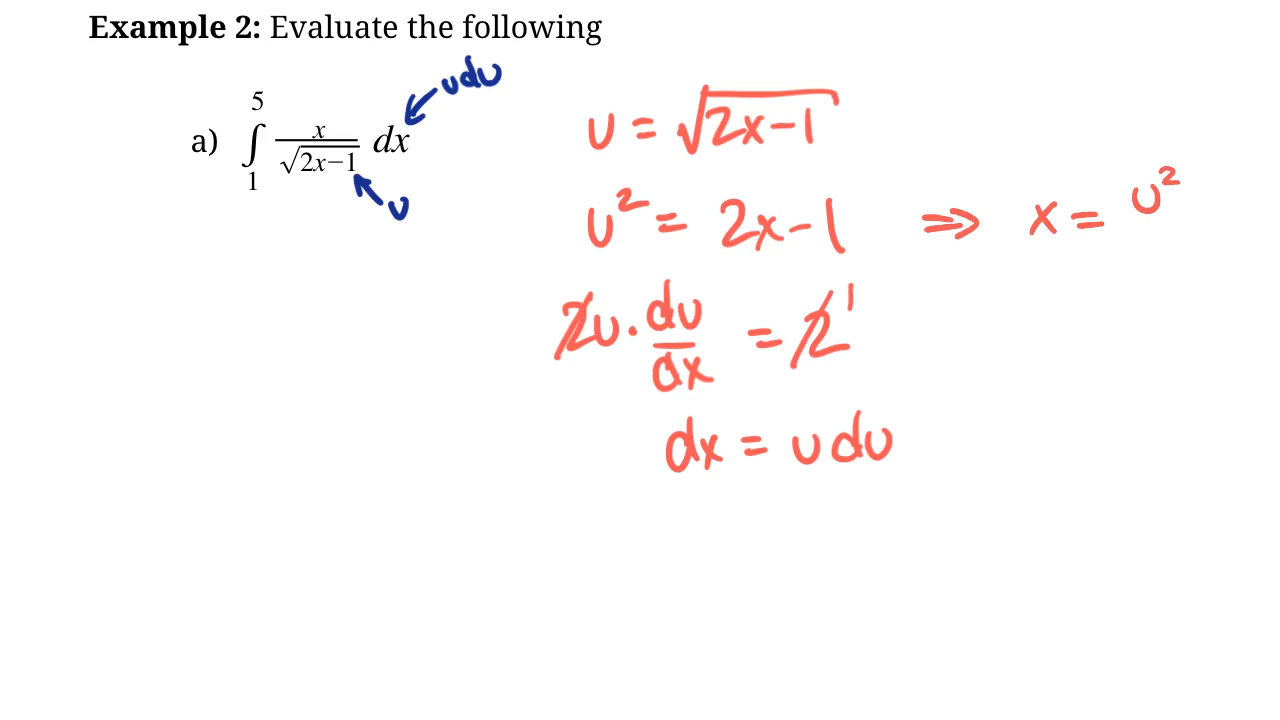 Example 2: Evaluate the following
a) ∫₁⁵ x/√(2x−1) dx
udu
u
u = √(2x−1)
u² = 2x−1 ⇒ x = u²
2u · du/dx = 2 1
dx = u du